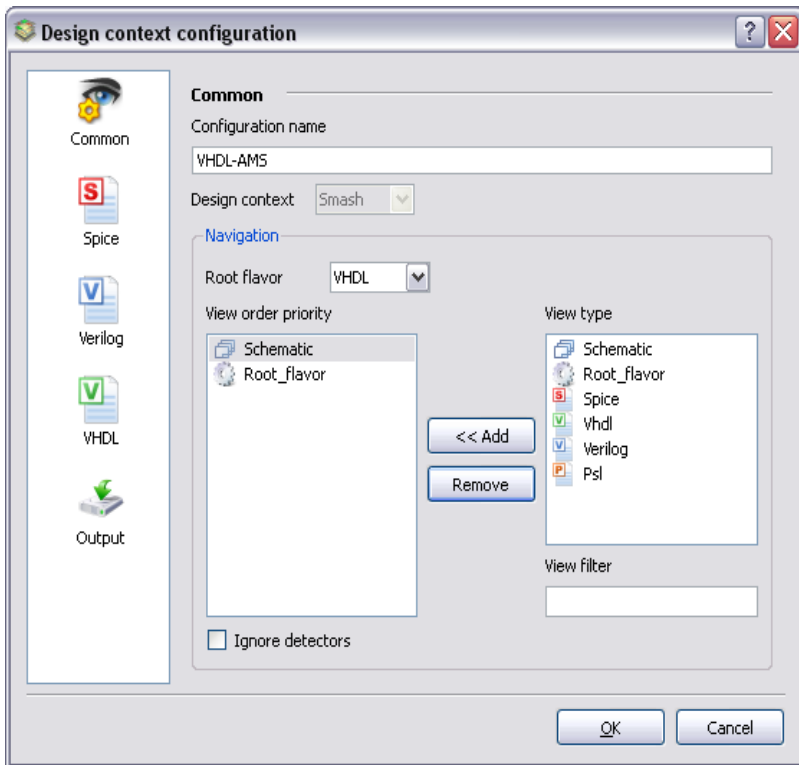 Design context configuration
Common
Spice
Verilog
VHDL
Output
Common
Configuration name
VHDL-AMS
Design context Smash
Navigation
Root flavor VHDL
View order priority
Schematic
Root_flavor
<< Add
Remove
View type
Schematic
Root_flavor
S Spice
V Vhdl
V Verilog
P Psl
View filter
Ignore detectors
OK Cancel